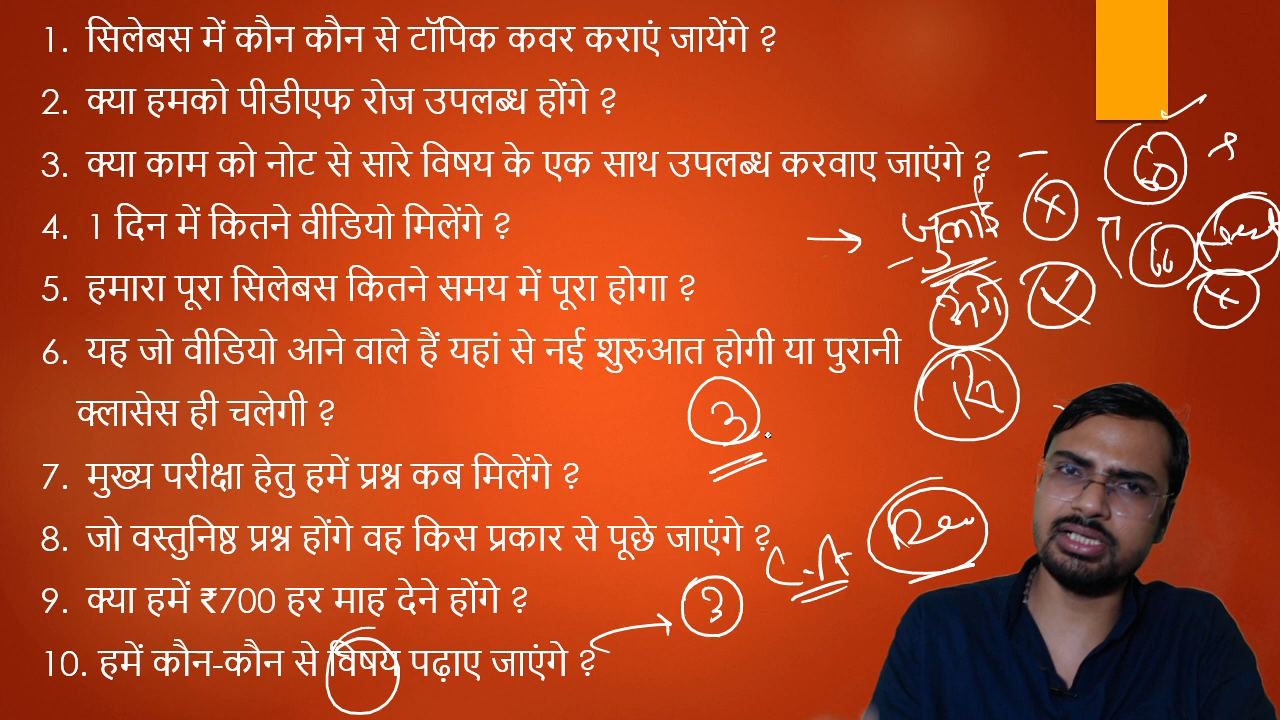 1. सिलेबस में कौन कौन से टॉपिक कवर कराएं जायेंगे ?
2. क्या हमको पीडीएफ रोज उपलब्ध होंगे ?
3. क्या काम को नोट से सारे विषय के एक साथ उपलब्ध करवाए जाएंगे ?
4. 1 दिन में कितने वीडियो मिलेंगे ?
जुलाई
5. हमारा पूरा सिलेबस कितने समय में पूरा होगा ?
6. यह जो वीडियो आने वाले हैं यहां से नई शुरुआत होगी या पुरानी
क्लासेस ही चलेगी ?
3
7. मुख्य परीक्षा हेतु हमें प्रश्न कब मिलेंगे ?
8. जो वस्तुनिष्ठ प्रश्न होंगे वह किस प्रकार से पूछे जाएंगे ?
C.A
9. क्या हमें ₹700 हर माह देने होंगे ?
3
10. हमें कौन-कौन से विषय पढ़ाए जाएंगे ?